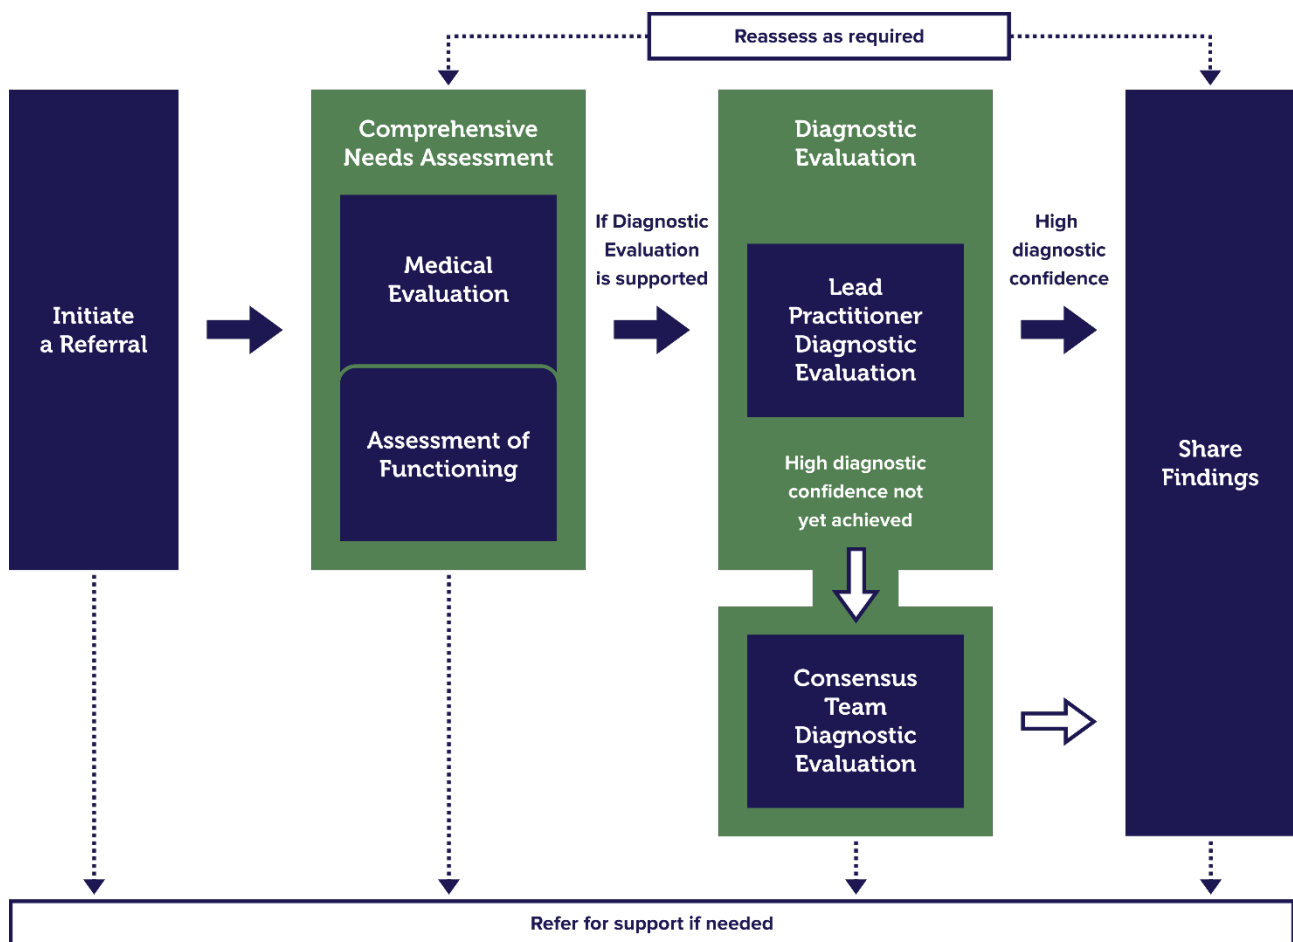 Reassess as required
Initiate
a Referral
Comprehensive
Needs Assessment
Medical
Evaluation
Assessment of
Functioning
If Diagnostic
Evaluation
is supported
Diagnostic
Evaluation
Lead
Practitioner
Diagnostic
Evaluation
High diagnostic
confidence not
yet achieved
Consensus
Team
Diagnostic
Evaluation
High
diagnostic
confidence
Share
Findings
Refer for support if needed